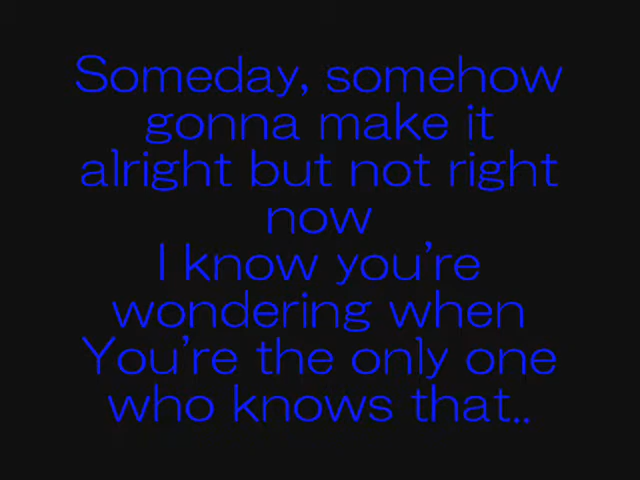 Someday, somehow
gonna make it
alright but not right
now
I know you're
wondering when
You're the only one
who knows that..